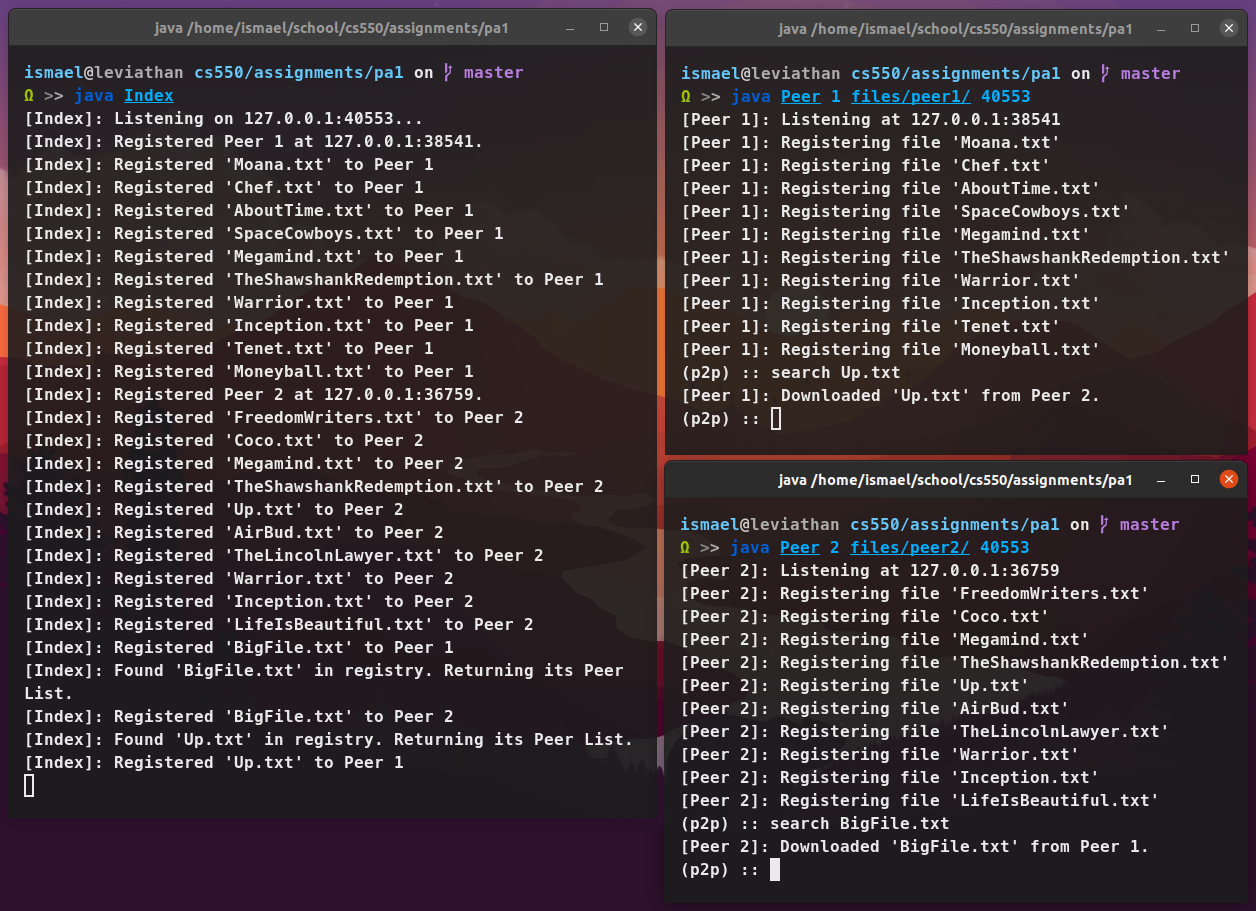 java /home/ismael/school/cs550/assignments/pa1
ismael@leviathan cs550/assignments/pa1 on master
Ω >> java Index
[Index]: Listening on 127.0.0.1:40553...
[Index]: Registered Peer 1 at 127.0.0.1:38541.
[Index]: Registered 'Moana.txt' to Peer 1
[Index]: Registered 'Chef.txt' to Peer 1
[Index]: Registered 'AboutTime.txt' to Peer 1
[Index]: Registered 'SpaceCowboys.txt' to Peer 1
[Index]: Registered 'Megamind.txt' to Peer 1
[Index]: Registered 'TheShawshankRedemption.txt' to Peer 1
[Index]: Registered 'Warrior.txt' to Peer 1
[Index]: Registered 'Inception.txt' to Peer 1
[Index]: Registered 'Tenet.txt' to Peer 1
[Index]: Registered 'Moneyball.txt' to Peer 1
[Index]: Registered Peer 2 at 127.0.0.1:36759.
[Index]: Registered 'FreedomWriters.txt' to Peer 2
[Index]: Registered 'Coco.txt' to Peer 2
[Index]: Registered 'Megamind.txt' to Peer 2
[Index]: Registered 'TheShawshankRedemption.txt' to Peer 2
[Index]: Registered 'Up.txt' to Peer 2
[Index]: Registered 'AirBud.txt' to Peer 2
[Index]: Registered 'TheLincolnLawyer.txt' to Peer 2
[Index]: Registered 'Warrior.txt' to Peer 2
[Index]: Registered 'Inception.txt' to Peer 2
[Index]: Registered 'LifeIsBeautiful.txt' to Peer 2
[Index]: Registered 'BigFile.txt' to Peer 1
[Index]: Found 'BigFile.txt' in registry. Returning its Peer
List.
[Index]: Registered 'BigFile.txt' to Peer 2
[Index]: Found 'Up.txt' in registry. Returning its Peer List.
[Index]: Registered 'Up.txt' to Peer 1
java /home/ismael/school/cs550/assignments/pa1
ismael@leviathan cs550/assignments/pa1 on master
Ω >> java Peer 1 files/peer1/ 40553
[Peer 1]: Listening at 127.0.0.1:38541
[Peer 1]: Registering file 'Moana.txt'
[Peer 1]: Registering file 'Chef.txt'
[Peer 1]: Registering file 'AboutTime.txt'
[Peer 1]: Registering file 'SpaceCowboys.txt'
[Peer 1]: Registering file 'Megamind.txt'
[Peer 1]: Registering file 'TheShawshankRedemption.txt'
[Peer 1]: Registering file 'Warrior.txt'
[Peer 1]: Registering file 'Inception.txt'
[Peer 1]: Registering file 'Tenet.txt'
[Peer 1]: Registering file 'Moneyball.txt'
(p2p) :: search Up.txt
[Peer 1]: Downloaded 'Up.txt' from Peer 2.
(p2p) ::
java /home/ismael/school/cs550/assignments/pa1
ismael@leviathan cs550/assignments/pa1 on master
Ω >> java Peer 2 files/peer2/ 40553
[Peer 2]: Listening at 127.0.0.1:36759
[Peer 2]: Registering file 'FreedomWriters.txt'
[Peer 2]: Registering file 'Coco.txt'
[Peer 2]: Registering file 'Megamind.txt'
[Peer 2]: Registering file 'TheShawshankRedemption.txt'
[Peer 2]: Registering file 'Up.txt'
[Peer 2]: Registering file 'AirBud.txt'
[Peer 2]: Registering file 'TheLincolnLawyer.txt'
[Peer 2]: Registering file 'Warrior.txt'
[Peer 2]: Registering file 'Inception.txt'
[Peer 2]: Registering file 'LifeIsBeautiful.txt'
(p2p) :: search BigFile.txt
[Peer 2]: Downloaded 'BigFile.txt' from Peer 1.
(p2p) ::